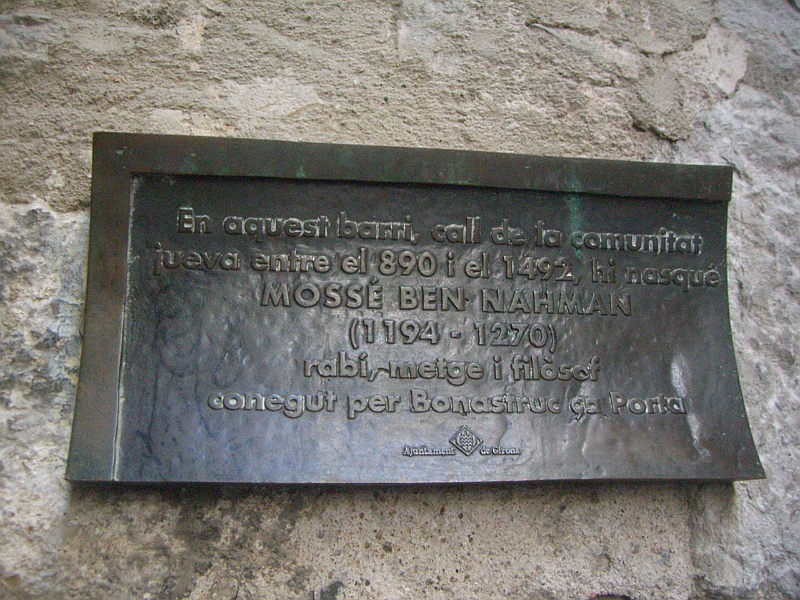 En aquest barri, call de la comunitat
jueva entre el 890 i el 1492, hi nasqué
MOSSÉ BEN NAHMAN
(1194 - 1270)
rabí, metge i filòsof
conegut per Bonastruc ça Porta
Ajuntament de Girona